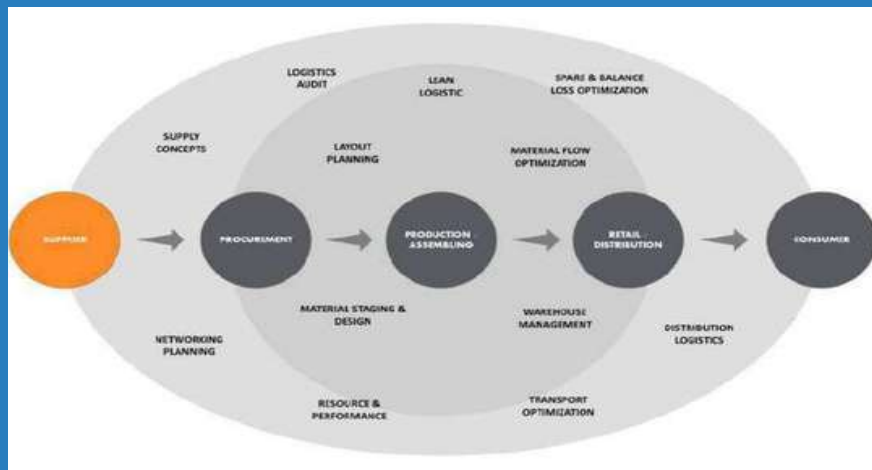 LOGISTICS
AUDIT
LEAN
LOGISTIC
SPARE & BALANCE
LOSS OPTIMIZATION
SUPPLY
CONCEPTS
LAYOUT
PLANNING
MATERIAL FLOW
OPTIMIZATION
SUPPLIER
PROCUREMENT
PRODUCTION -
ASSEMBLING
RETAIL -
DISTRIBUTION
CONSUMER
MATERIAL STAGING &
DESIGN
WAREHOUSE
MANAGEMENT
NETWORKING
PLANNING
DISTRIBUTION
LOGISTICS
RESOURCE &
PERFORMANCE
TRANSPORT
OPTIMIZATION